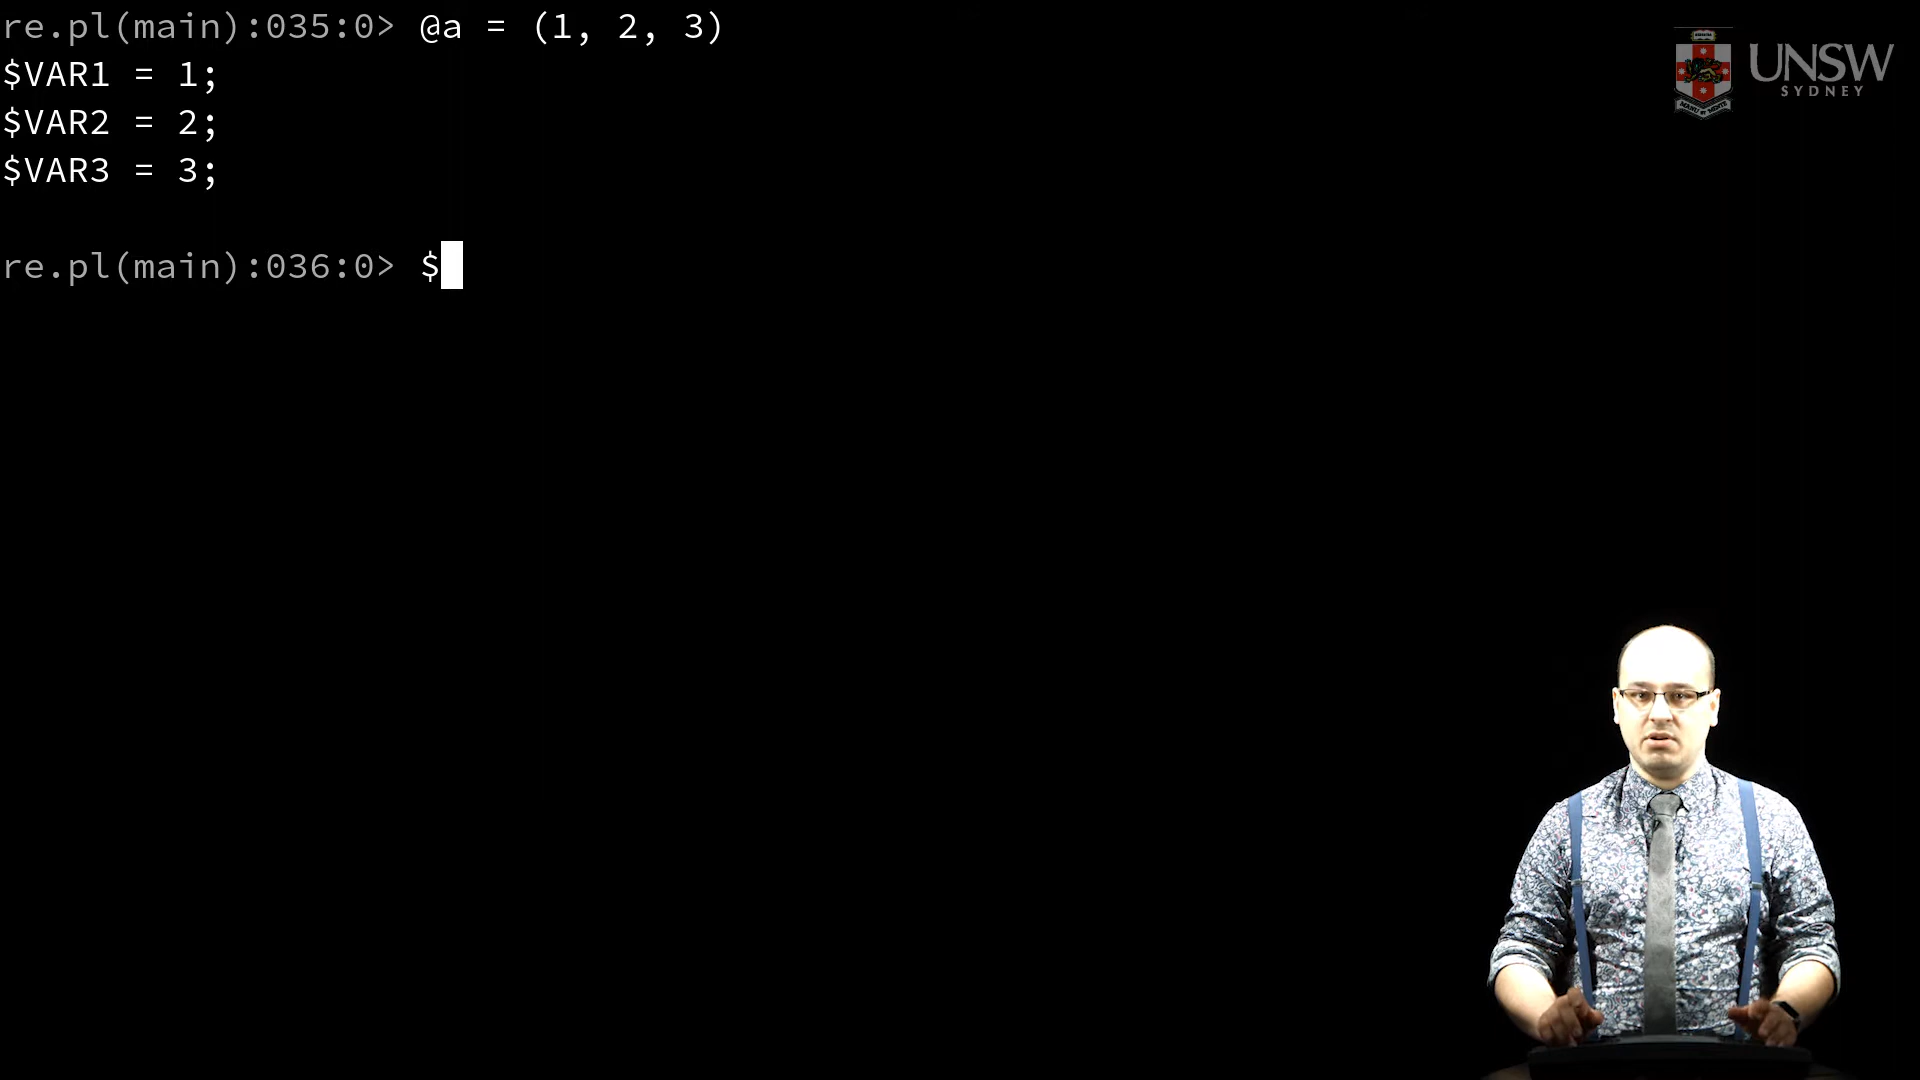 re.pl(main):035:0> @a = (1, 2, 3)
$VAR1 = 1;
$VAR2 = 2;
$VAR3 = 3;
re.pl(main):036:0> $
UNSW
SYDNEY